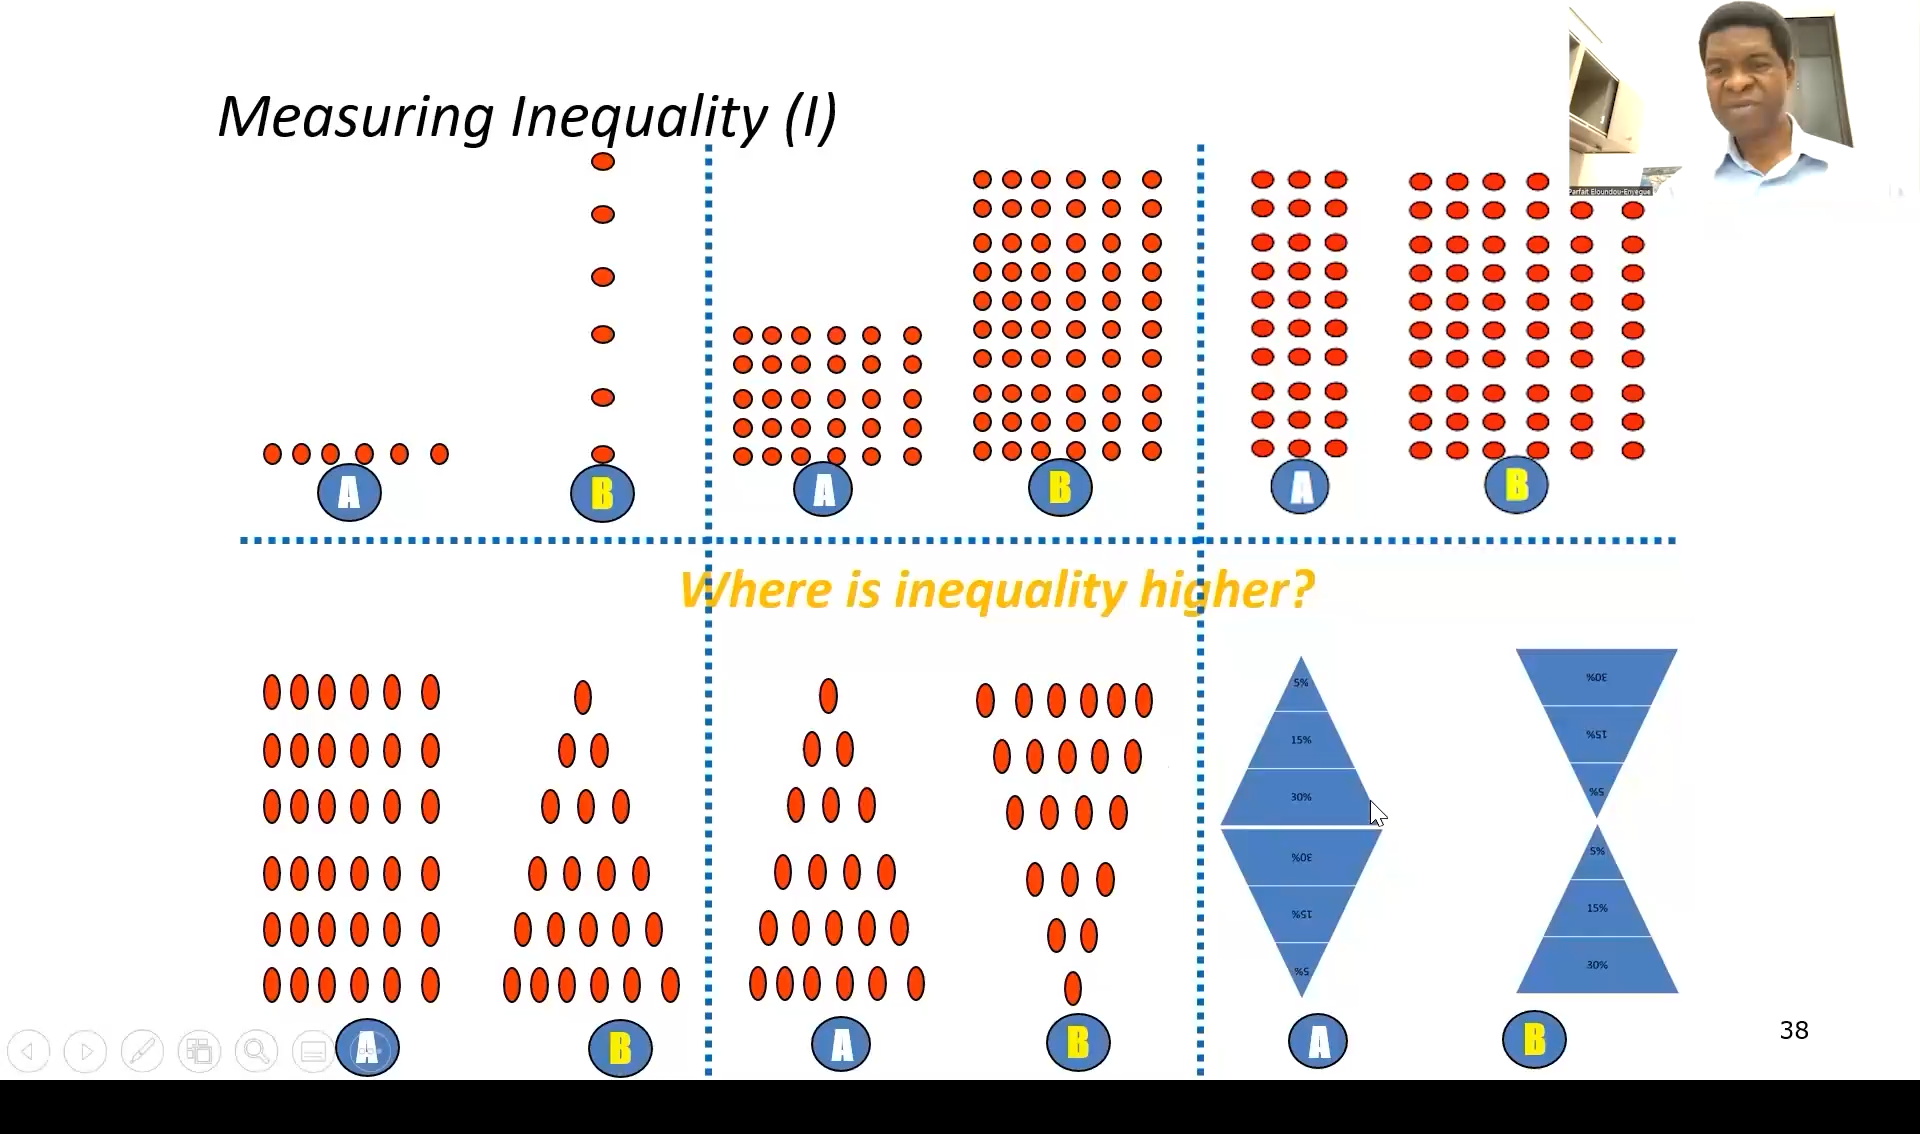 Measuring Inequality (I)
Parfait Eloundou-Enyegue
A
B
A
B
A
B
Where is inequality higher?
5%
15%
30%
30%
15%
5%
30%
15%
5%
5%
15%
30%
A
B
A
B
A
B
38